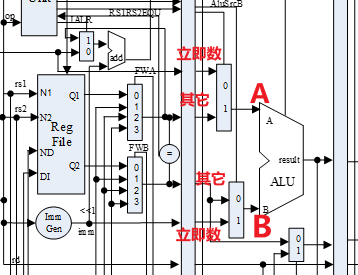 Unit
op
JALR
RS1RS2EQU
AluSrcB
1
0
add
立即数
FWA
rs1
N1
Q1
0
1
2
3
其它
0
1
A
A
rs2
N2
Reg
File
ND
DI
FWB
Q2
0
1
2
3
=
result
ALU
其它
0
1
B
B
Imm
Gen
<<1
imm
立即数
rd
0
1